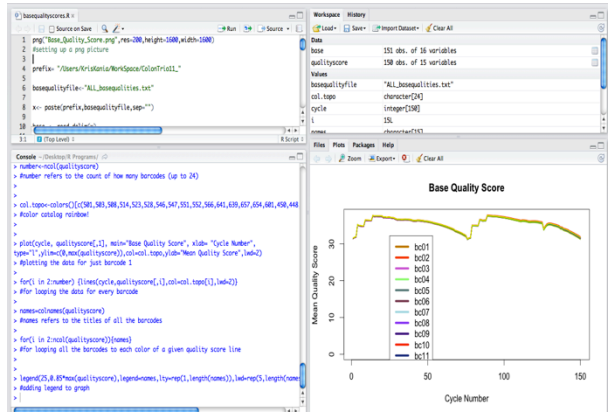 basequalityscores.R
Source on Save
Run
Source
1 png("Base_Quality_Score.png",res=200,height=1600,width=1600)
2 #setting up a png picture
3
4 prefix= "/Users/KrisKania/WorkSpace/ColonTrio11_"
5
6 basequalityfile<-"ALL_basequalities.txt"
7
8 x<- paste(prefix,basequalityfile,sep="")
9
3:1 (Top Level)
R Script
Console ~/Desktop/R Programs/
> number<-ncol(qualityscore)
> #number refers to the count of how many barcodes (up to 24)
>
>
> col.topo<-colors()[c(501,503,508,514,523,528,546,547,551,552,566,641,639,657,654,601,450,448
> #color catalog rainbow!
>
>
> plot(cycle, qualityscore[,1], main="Base Quality Score", xlab= "Cycle Number",
type="l",ylim=c(0,max(qualityscore)),col=col.topo,ylab="Mean Quality Score",lwd=2)
> #plotting the data for just barcode 1
>
> for(i in 2:number) {lines(cycle,qualityscore[,i],col=col.topo[i],lwd=2)}
> #for looping the data for every barcode
>
> names=colnames(qualityscore)
> #names refers to the titles of all the barcodes
>
> for(i in 2:ncol(qualityscore)){names}
> #for looping all the barcodes to each color of a given quality score line
>
>
> legend(25,0.85*max(qualityscore),legend=names,lty=rep(1,length(names)),lwd=rep(5,length(name
> #adding legend to graph
>
Workspace History
Load Save Import Dataset Clear All
Data
base 151 obs. of 16 variables
qualityscore 150 obs. of 15 variables
Values
basequalityfile "ALL_basequalities.txt"
col.topo character[24]
cycle integer[150]
i 15L
names character[15]
Files Plots Packages Help
Zoom Export Clear All
Base Quality Score
Mean Quality Score
30
20
10
0
bc01
bc02
bc03
bc04
bc05
bc06
bc07
bc08
bc09
bc10
bc11
0 50 100 150
Cycle Number